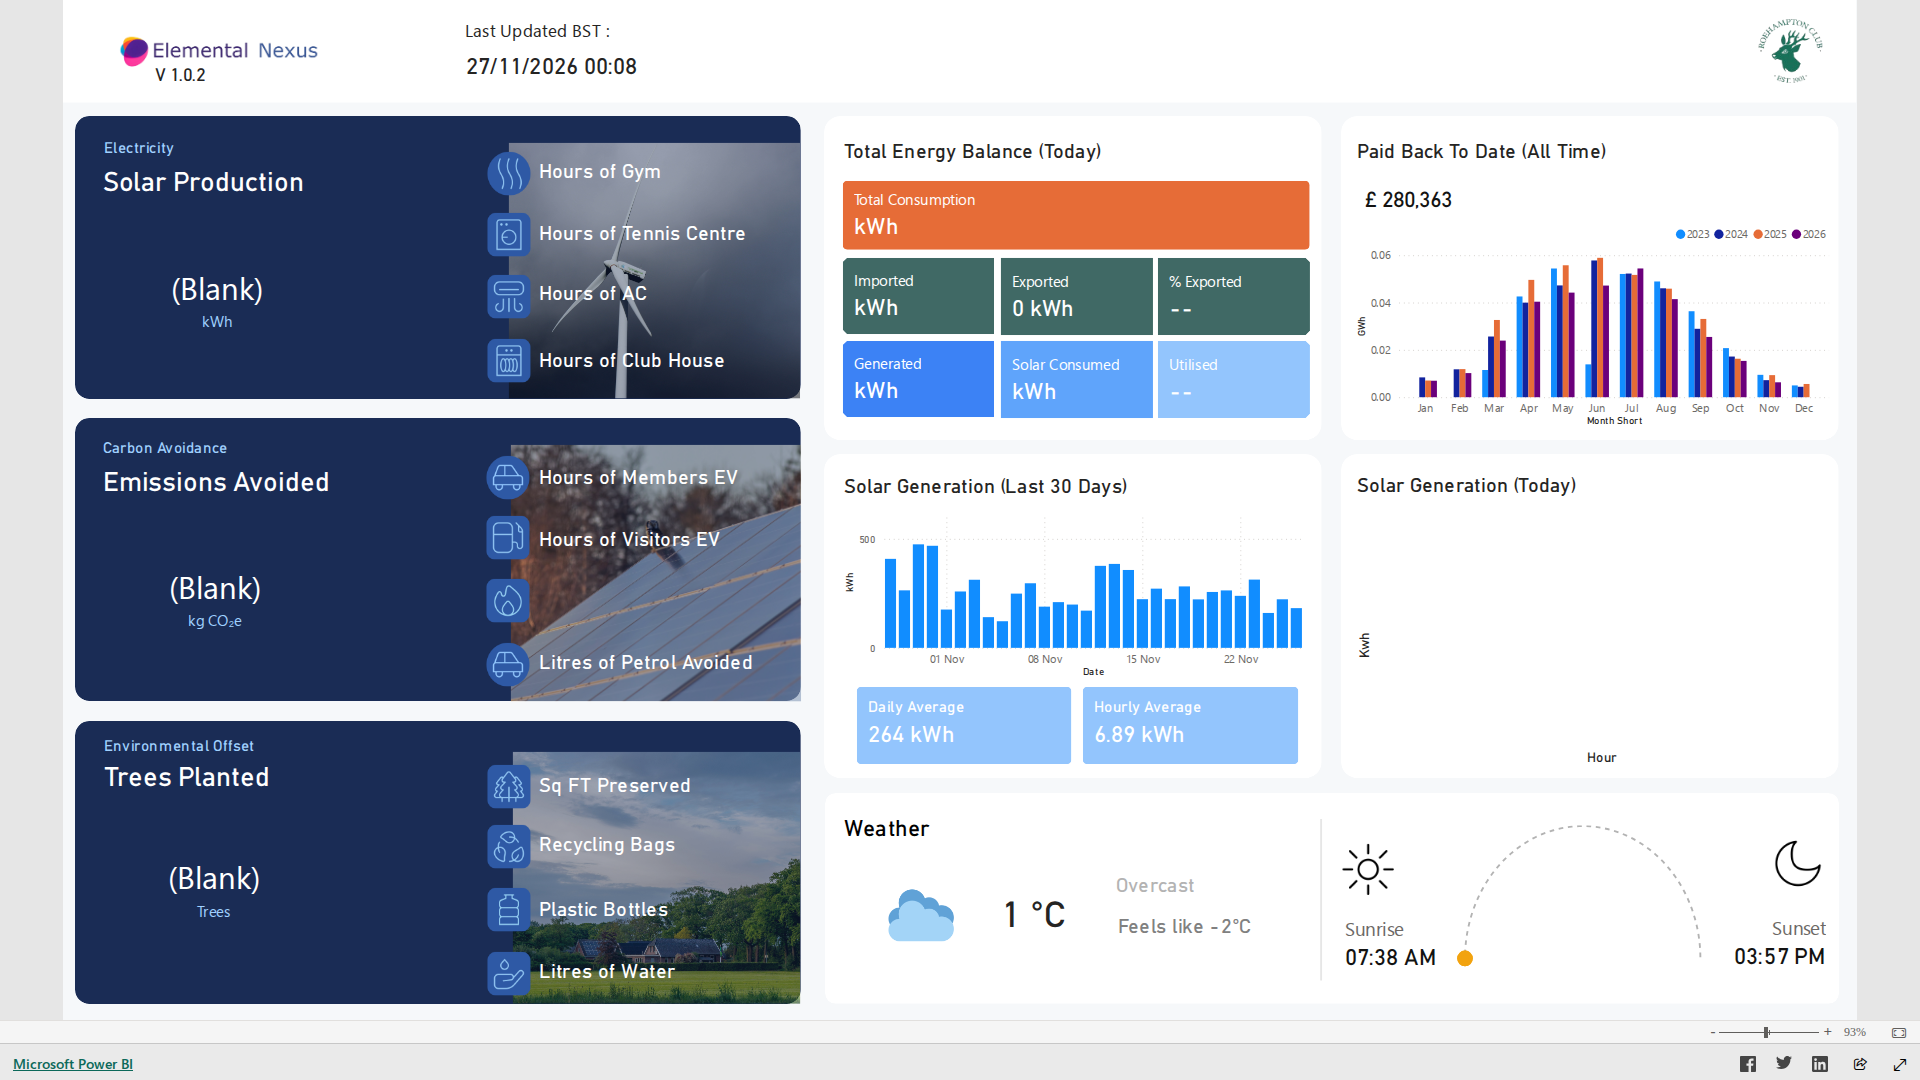 Elemental Nexus
V 1.0.2
Last Updated BST :
27/11/2026 00:08
ROEHAMPTON CLUB
EST. 1901
Electricity
Solar Production
(Blank)
kWh
Hours of Gym
Hours of Tennis Centre
Hours of AC
Hours of Club House
Carbon Avoidance
Emissions Avoided
(Blank)
kg CO₂e
Hours of Members EV
Hours of Visitors EV
Litres of Petrol Avoided
Environmental Offset
Trees Planted
(Blank)
Trees
Sq FT Preserved
Recycling Bags
Plastic Bottles
Litres of Water
Total Energy Balance (Today)
Total Consumption
kWh
Imported
kWh
Exported
0 kWh
% Exported
--
Generated
kWh
Solar Consumed
kWh
Utilised
--
Paid Back To Date (All Time)
£ 280,363
2023 2024 2025 2026
0.06
0.04
0.02
0.00
GWh
Jan Feb Mar Apr May Jun Jul Aug Sep Oct Nov Dec
Month Short
Solar Generation (Last 30 Days)
500
0
kWh
01 Nov 08 Nov 15 Nov 22 Nov
Date
Daily Average
264 kWh
Hourly Average
6.89 kWh
Solar Generation (Today)
Kwh
Hour
Weather
1 °C
Overcast
Feels like -2°C
Sunrise
07:38 AM
Sunset
03:57 PM
- + 93%
Microsoft Power BI